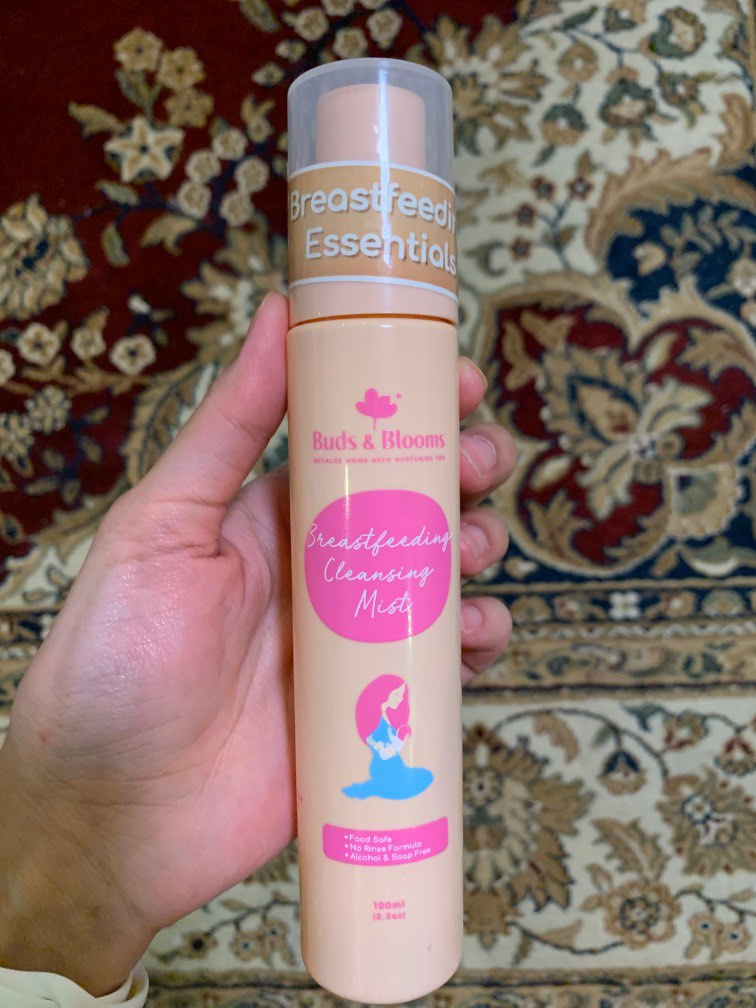 Breastfeedi
Essentials
Buds & Blooms
BECAUSE MOMS NEED NURTURING TOO
Breastfeeding
Cleansing
Mist
• Food Safe
• No Rinse Formula
• Alcohol & Soap Free
100ml
(3.3oz)